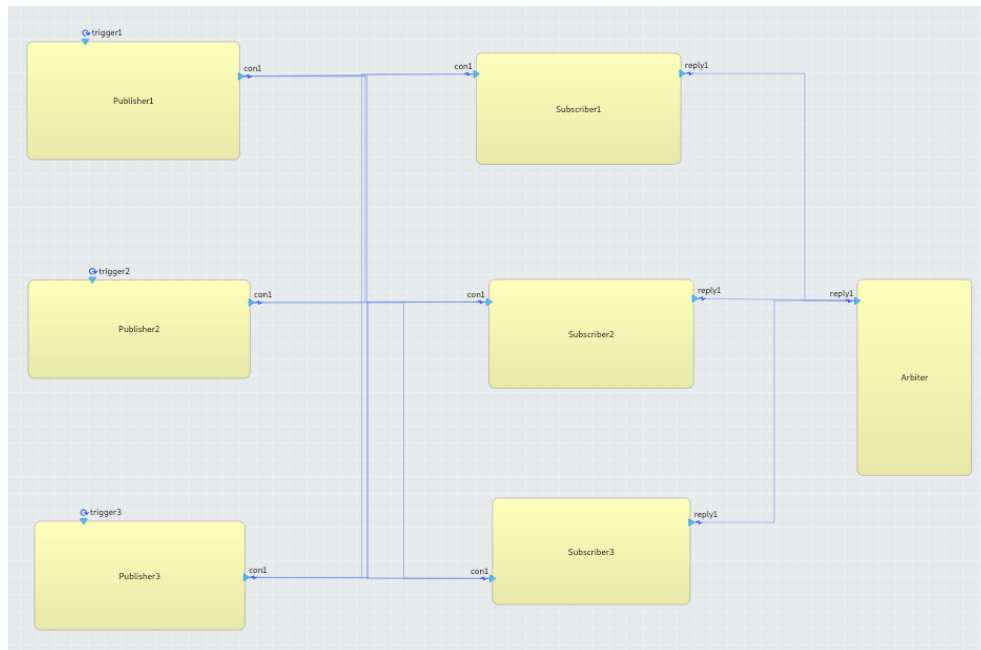 trigger1
Publisher1
con1
con1
Subscriber1
reply1
trigger2
Publisher2
con1
con1
Subscriber2
reply1
reply1
Arbiter
trigger3
Publisher3
con1
con1
Subscriber3
reply1